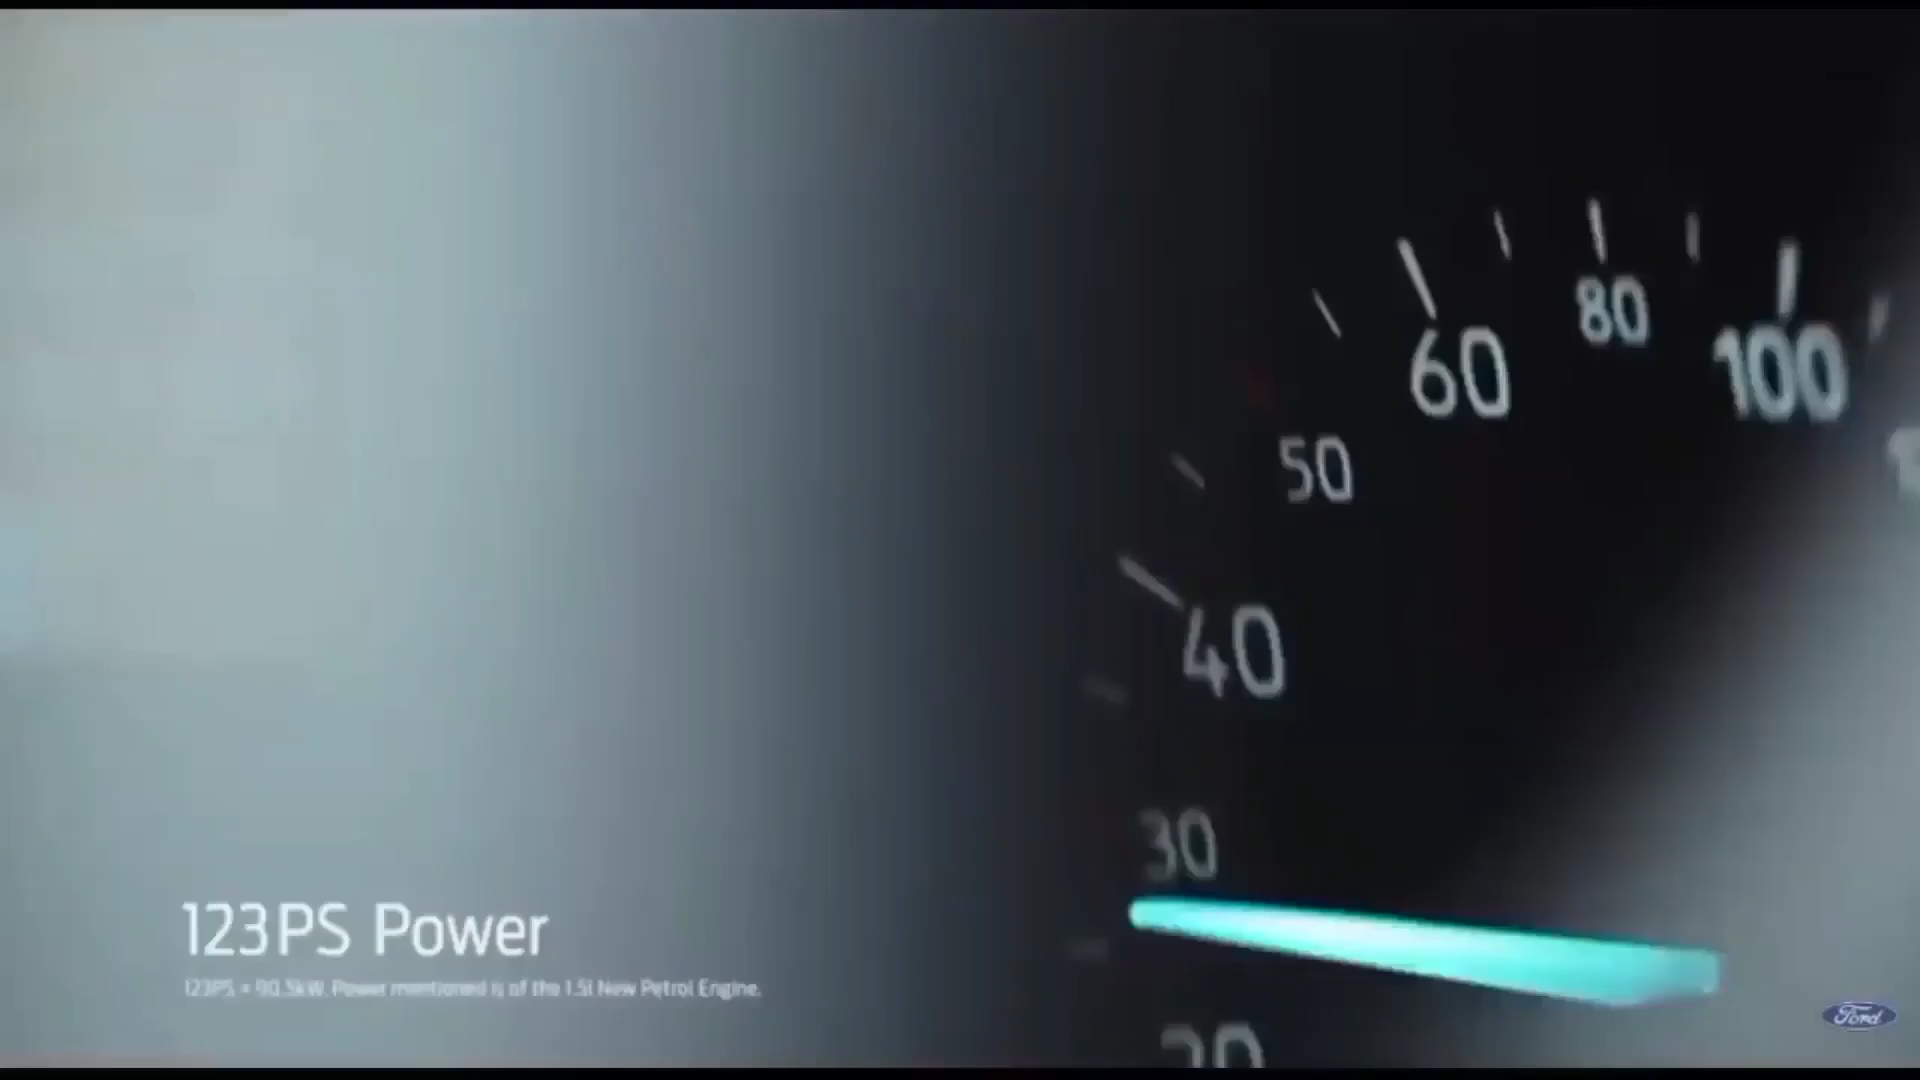 60
80
100
50
40
30
20
123PS Power
123PS = 90.5kW. Power mentioned is of the 1.5l New Petrol Engine.
Ford